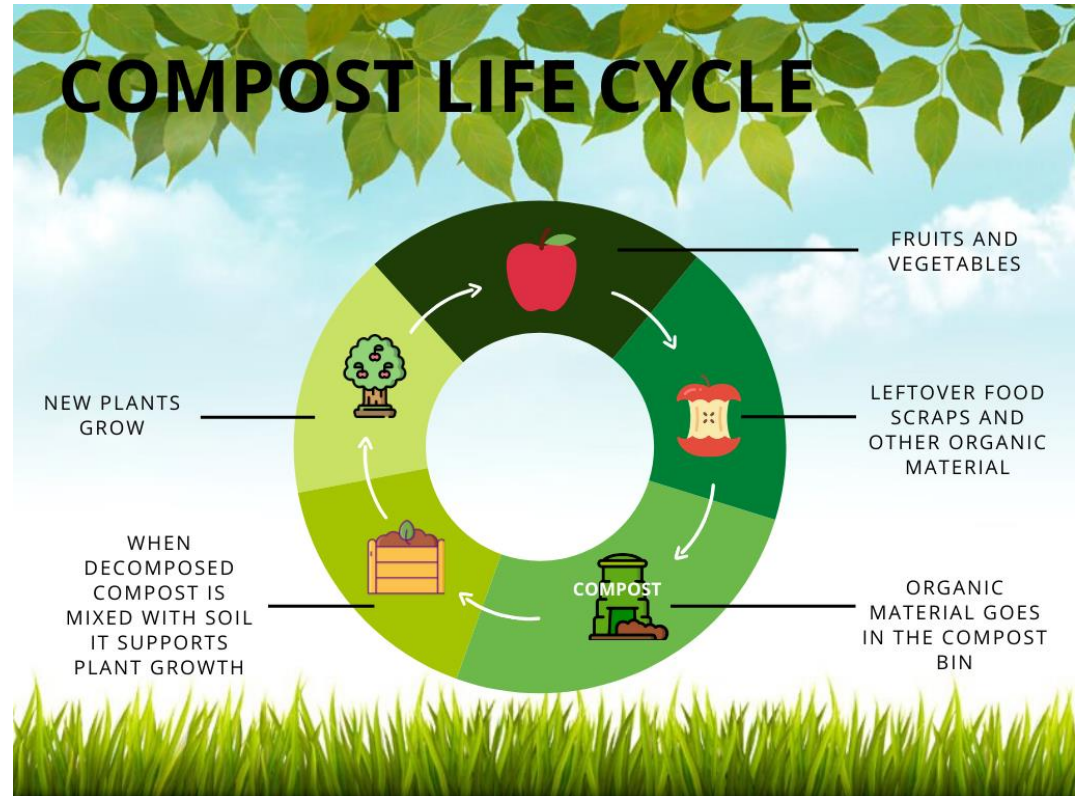 COMPOST LIFE CYCLE
FRUITS AND
VEGETABLES
LEFTOVER FOOD
SCRAPS AND
OTHER ORGANIC
MATERIAL
COMPOST
ORGANIC
MATERIAL GOES
IN THE COMPOST
BIN
WHEN
DECOMPOSED
COMPOST IS
MIXED WITH SOIL
IT SUPPORTS
PLANT GROWTH
NEW PLANTS
GROW